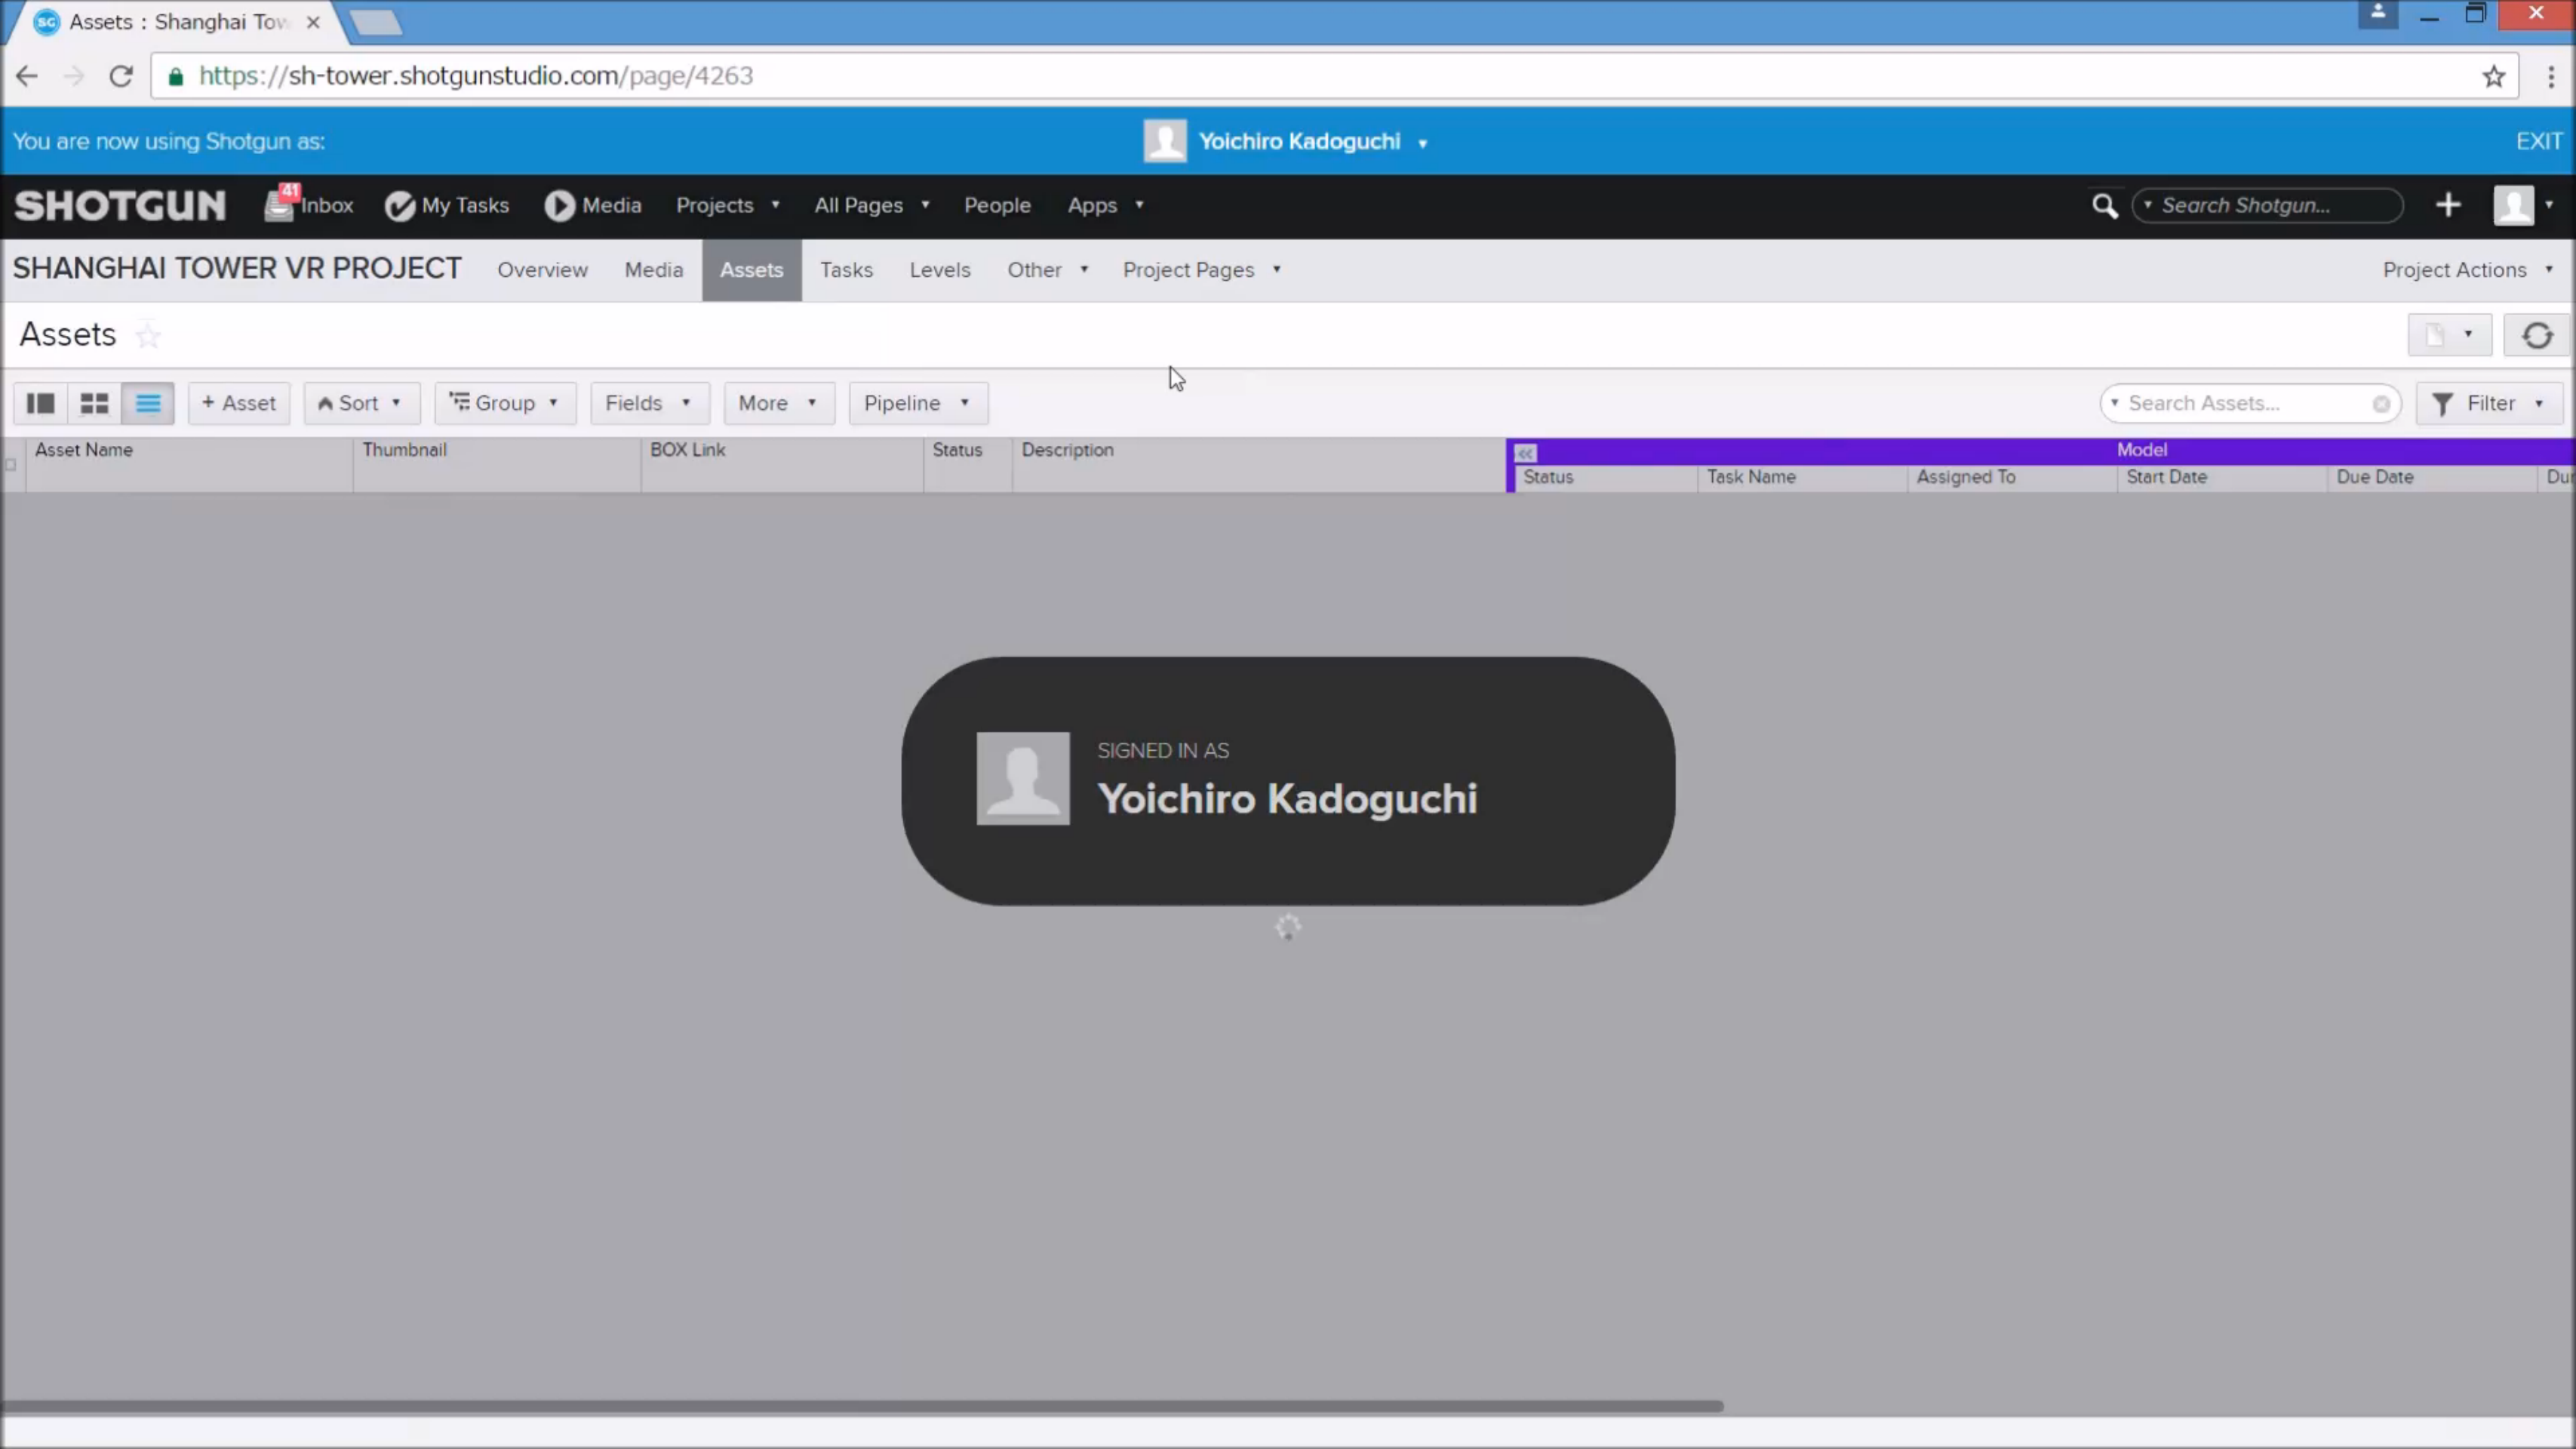 Assets : Shanghai Tow
https://sh-tower.shotgunstudio.com/page/4263
You are now using Shotgun as:
Yoichiro Kadoguchi
EXIT
SHOTGUN
41
Inbox
My Tasks
Media
Projects
All Pages
People
Apps
Search Shotgun...
SHANGHAI TOWER VR PROJECT
Overview
Media
Assets
Tasks
Levels
Other
Project Pages
Project Actions
Assets
+ Asset
Sort
Group
Fields
More
Pipeline
Search Assets...
Filter
Asset Name
Thumbnail
BOX Link
Status
Description
Model
Status
Task Name
Assigned To
Start Date
Due Date
Dur
SIGNED IN AS
Yoichiro Kadoguchi